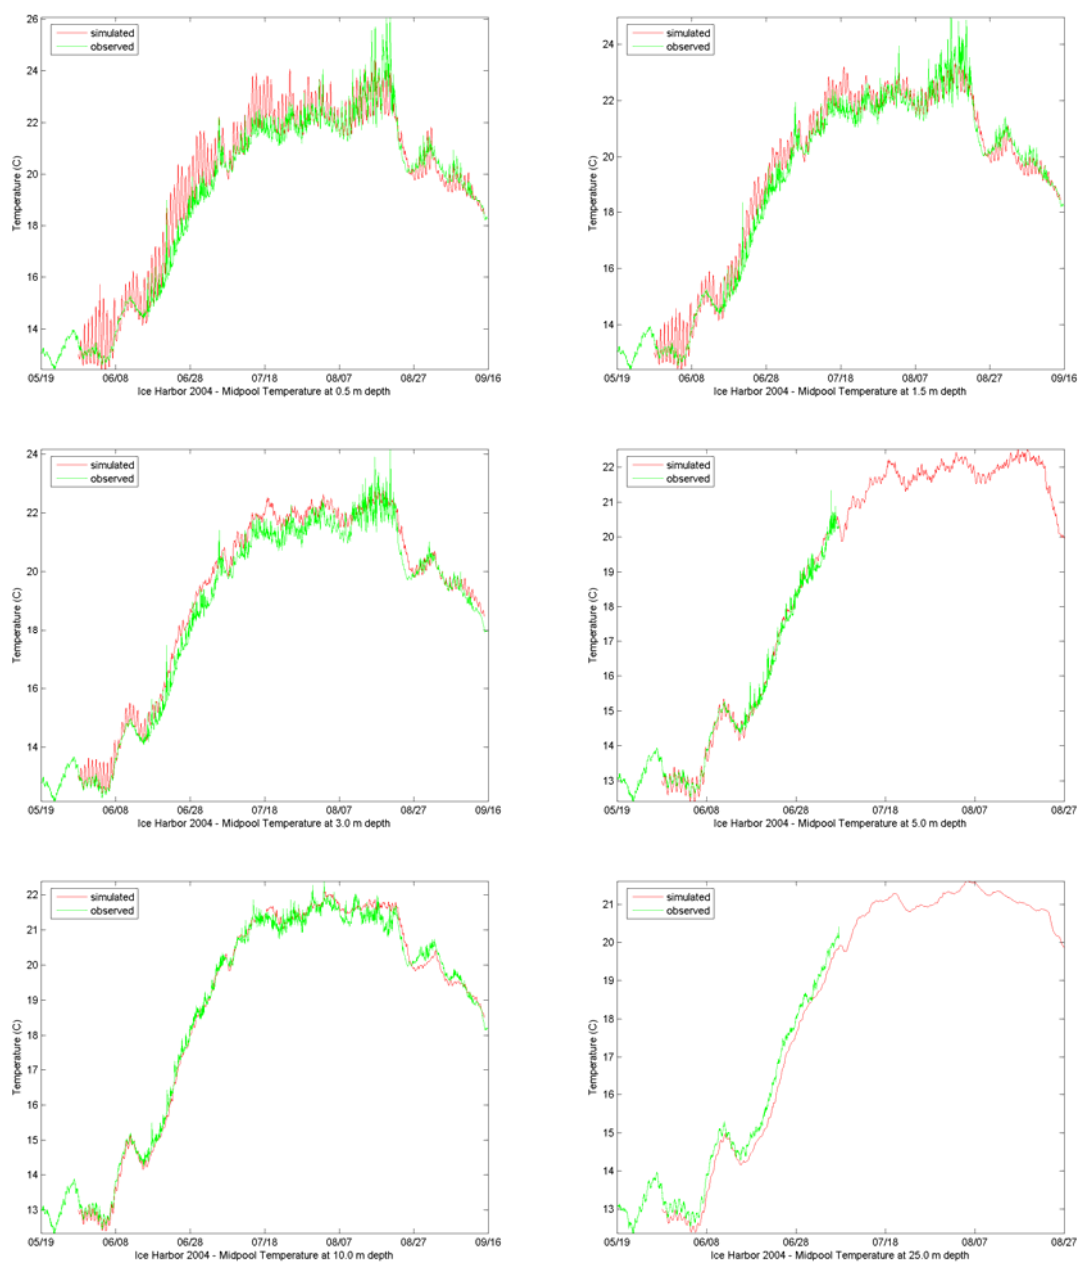 26
24
22
20
18
16
14
Temperature (C)
simulated
observed
05/19 06/08 06/28 07/18 08/07 08/27 09/16
Ice Harbor 2004 - Midpool Temperature at 0.5 m depth
24
22
20
18
16
14
Temperature (C)
simulated
observed
05/19 06/08 06/28 07/18 08/07 08/27 09/16
Ice Harbor 2004 - Midpool Temperature at 1.5 m depth
24
22
20
18
16
14
Temperature (C)
simulated
observed
05/19 06/08 06/28 07/18 08/07 08/27 09/16
Ice Harbor 2004 - Midpool Temperature at 3.0 m depth
22
21
20
19
18
17
16
15
14
13
Temperature (C)
simulated
observed
05/19 06/08 06/28 07/18 08/07 08/27
Ice Harbor 2004 - Midpool Temperature at 5.0 m depth
22
21
20
19
18
17
16
15
14
13
Temperature (C)
simulated
observed
05/19 06/08 06/28 07/18 08/07 08/27 09/16
Ice Harbor 2004 - Midpool Temperature at 10.0 m depth
21
20
19
18
17
16
15
14
13
Temperature (C)
simulated
observed
05/19 06/08 06/28 07/18 08/07 08/27
Ice Harbor 2004 - Midpool Temperature at 25.0 m depth